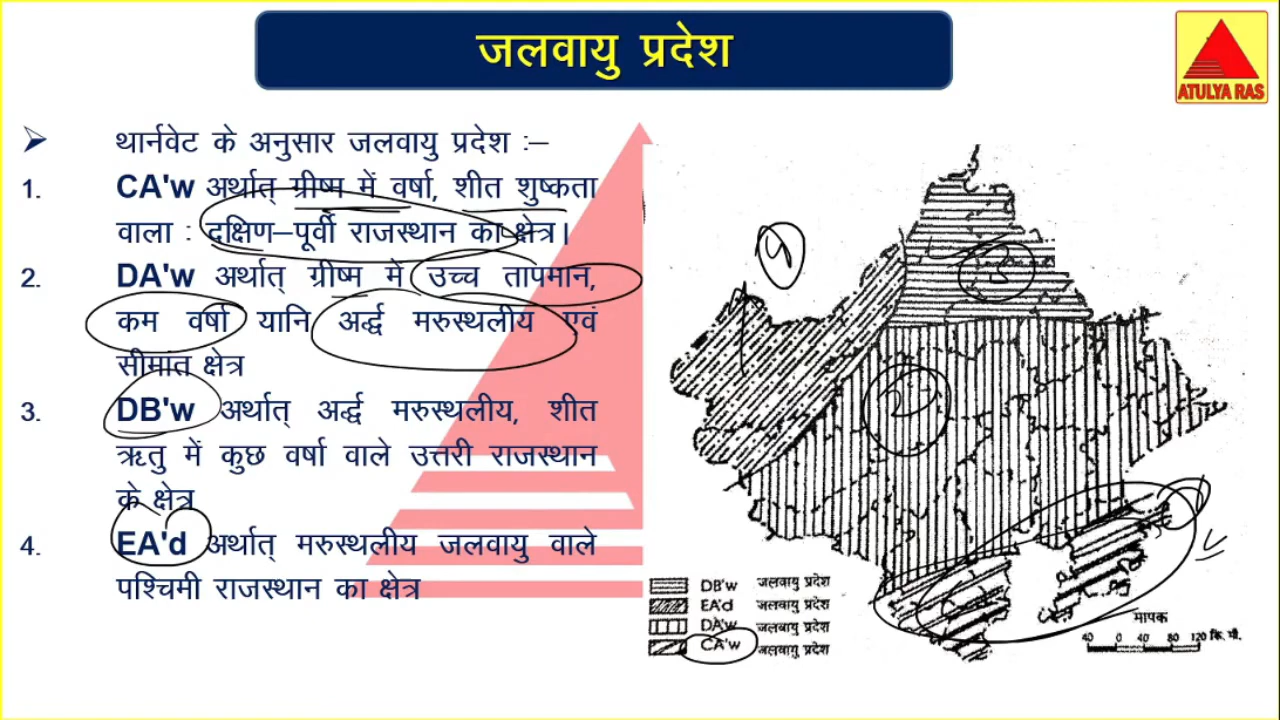 जलवायु प्रदेश
ATULYA RAS
थार्नवेट के अनुसार जलवायु प्रदेश :–
1. CA'w अर्थात् ग्रीष्म में वर्षा, शीत शुष्कता
वाला : दक्षिण–पूर्वी राजस्थान का क्षेत्र।
2. DA'w अर्थात् ग्रीष्म में उच्च तापमान,
कम वर्षा यानि अर्द्ध मरुस्थलीय एवं
सीमांत क्षेत्र
3. DB'w अर्थात् अर्द्ध मरुस्थलीय, शीत
ऋतु में कुछ वर्षा वाले उत्तरी राजस्थान
के क्षेत्र
4. EA'd अर्थात् मरुस्थलीय जलवायु वाले
पश्चिमी राजस्थान का क्षेत्र
3
2
DB'w जलवायु प्रदेश
EA'd जलवायु प्रदेश
DA'w जलवायु प्रदेश
CA'w जलवायु प्रदेश
मापक
40 0 40 80 120 कि. मी.